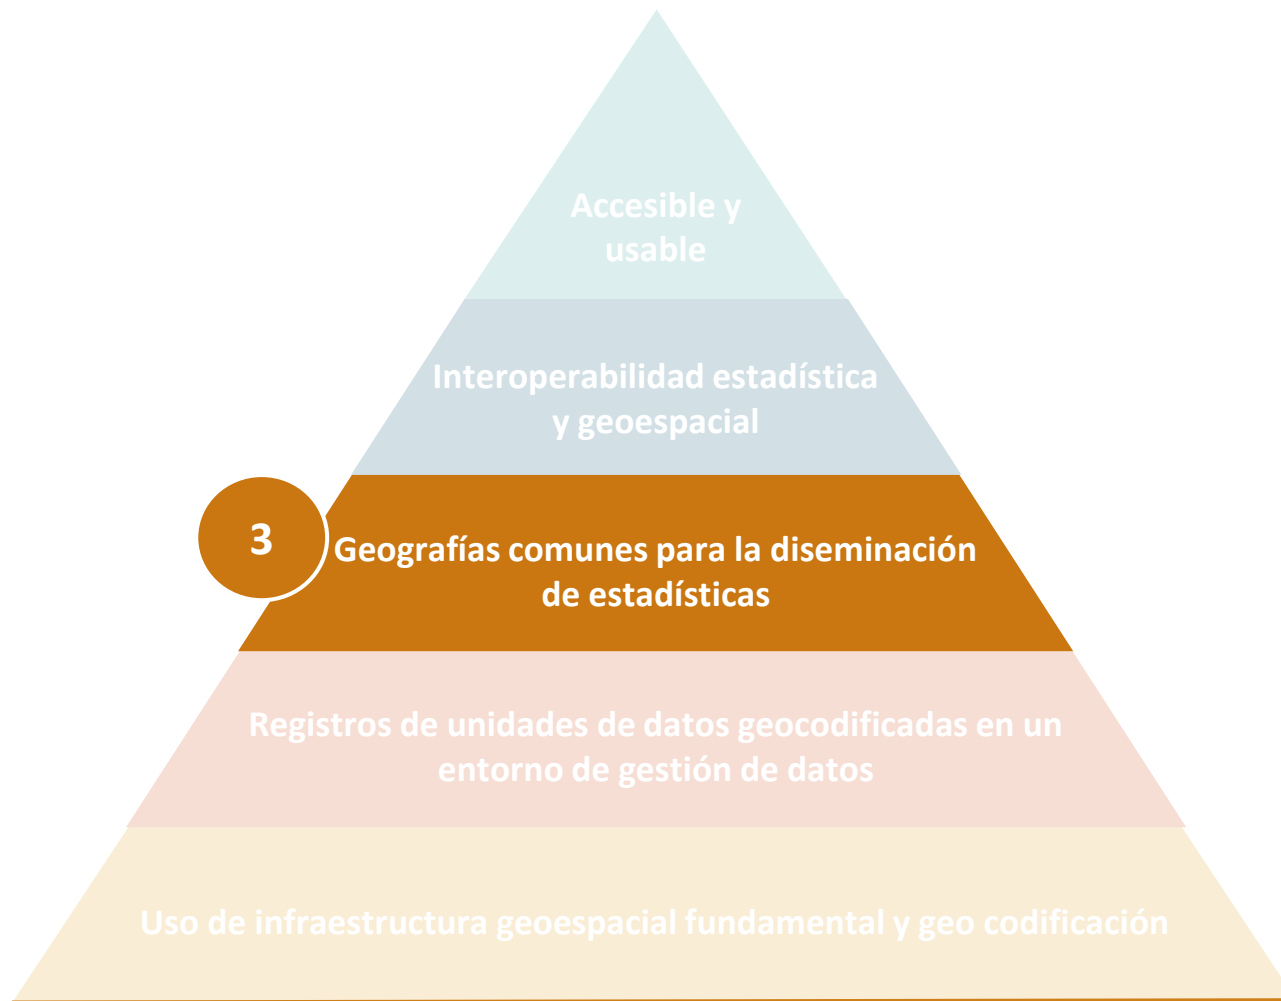 Accesible y
usable
Interoperabilidad estadística
y geoespacial
3
Geografías comunes para la diseminación
de estadísticas
Registros de unidades de datos geocodificadas en un
entorno de gestión de datos
Uso de infraestructura geoespacial fundamental y geo codificación